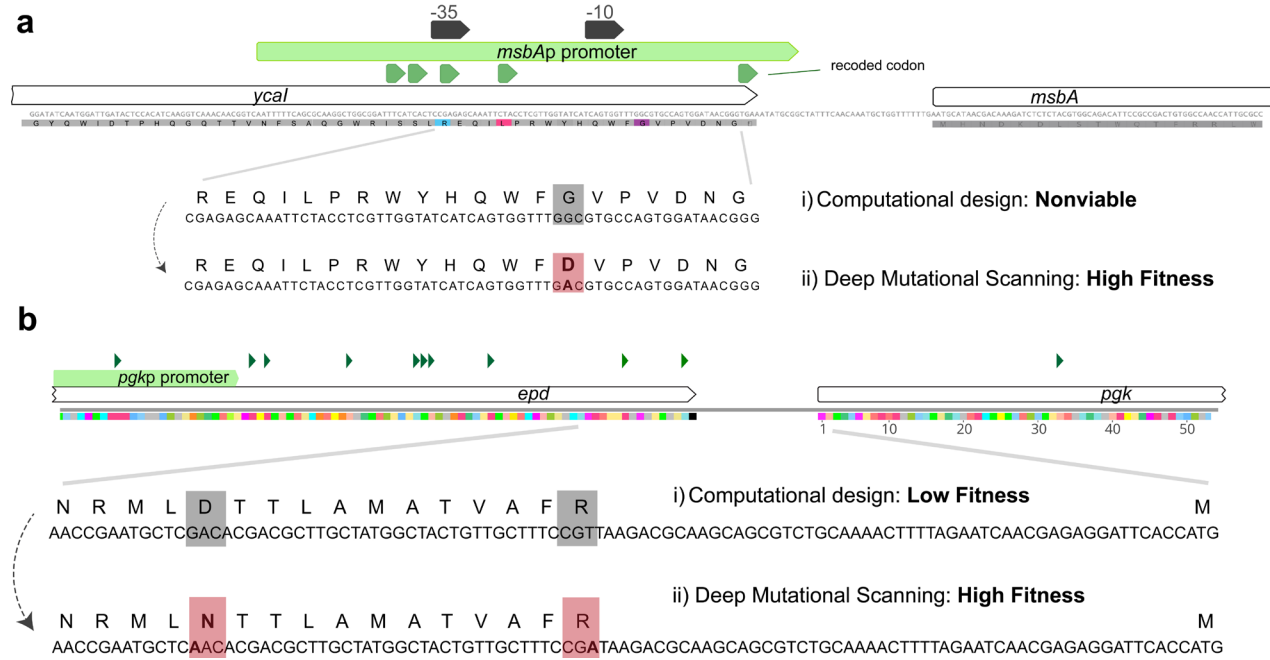 a
-35
-10
msbAp promoter
recoded codon
ycaI
msbA
R E Q I L P R W Y H Q W F G V P V D N G
CGAGAGCAAATTCTACCTCGTTGGTATCATCAGTGGTTTGGCGTGCCAGTGGATAACGGG
i) Computational design: Nonviable
R E Q I L P R W Y H Q W F D V P V D N G
CGAGAGCAAATTCTACCTCGTTGGTATCATCAGTGGTTTGACGTGCCAGTGGATAACGGG
ii) Deep Mutational Scanning: High Fitness
b
pgkp promoter
epd
pgk
1 10 20 30 40 50
i) Computational design: Low Fitness
N R M L D T T L A M A T V A F R M
AACCGAATGCTCGACACGACGCTTGCTATGGCTACTGTTGCTTTCCGTTAAGACGCAAGCAGCGTCTGCAAAACTTTTAGAATCAACGAGAGGATTCACCATG
ii) Deep Mutational Scanning: High Fitness
N R M L N T T L A M A T V A F R M
AACCGAATGCTCAACACGACGCTTGCTATGGCTACTGTTGCTTTCCGATAAGACGCAAGCAGCGTCTGCAAAACTTTTAGAATCAACGAGAGGATTCACCATG